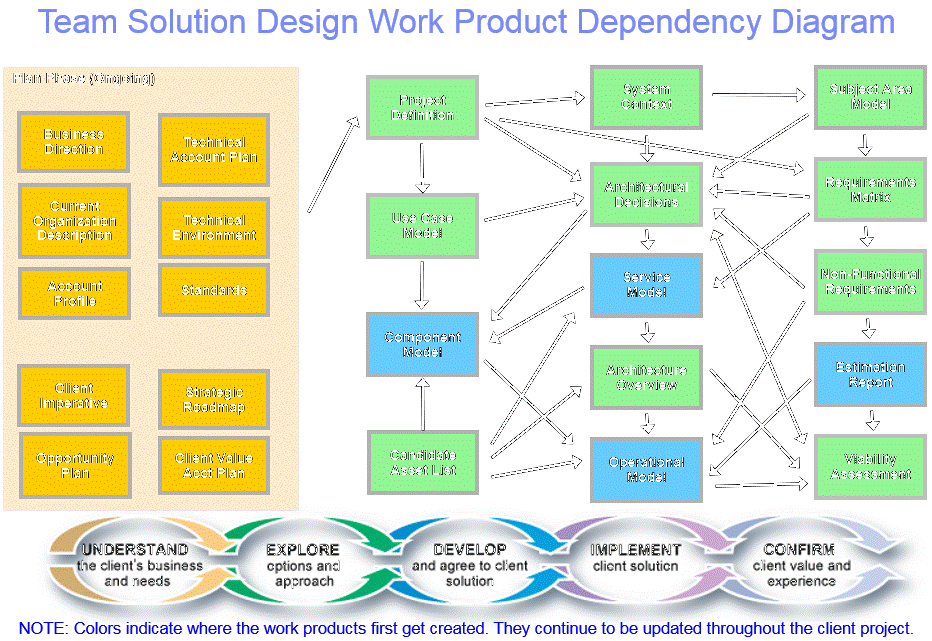 Team Solution Design Work Product Dependency Diagram
Plan Phase (Ongoing)
Business
Direction
Technical
Account Plan
Current
Organization
Description
Technical
Environment
Account
Profile
Standards
Client
Imperative
Strategic
Roadmap
Opportunity
Plan
Client Value
Acct Plan
Project
Definition
System
Context
Subject Area
Model
Use Case
Model
Architectural
Decisions
Requirements
Matrix
Service
Model
Non-Functional
Requirements
Component
Model
Architecture
Overview
Estimation
Report
Candidate
Asset List
Operational
Model
Viability
Assessment
UNDERSTAND
the client's business
and needs
EXPLORE
options and
approach
DEVELOP
and agree to client
solution
IMPLEMENT
client solution
CONFIRM
client value and
experience
NOTE: Colors indicate where the work products first get created. They continue to be updated throughout the client project.